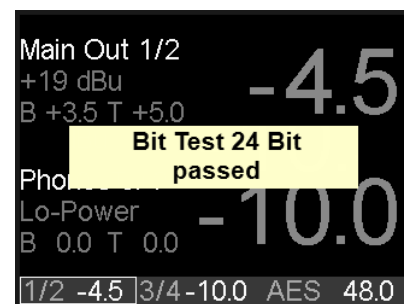 Main Out 1/2
+19 dBu
-4.5
B +3.5 T +5.0
Bit Test 24 Bit
passed
Lo-Power
-10.0
B 0.0 T 0.0
1/2 -4.5 3/4 -10.0 AES 48.0